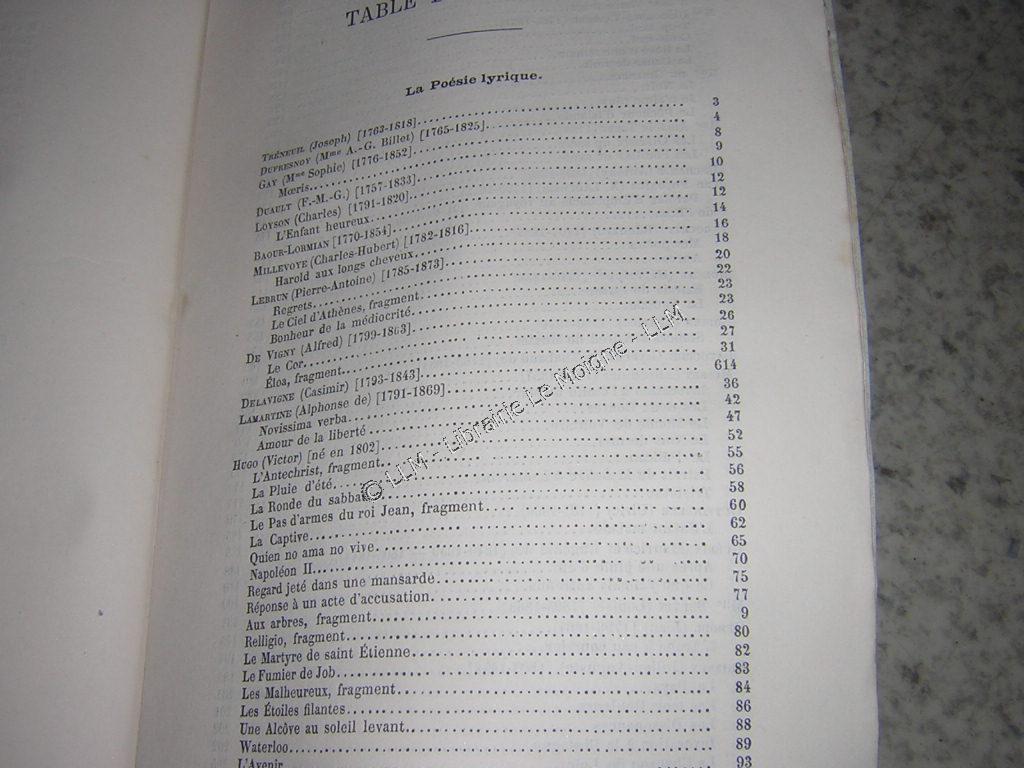 TABLE
La Poésie lyrique.
TRÉNEUIL (Joseph) [1763-1818] 3
DUFRESNOY (Mme A.-G. Billet) [1765-1825] 4
GAY (Mme Sophie) [1776-1852] 8
Mœris 9
DUAULT (F.-M.-G.) [1757-1833] 10
LOYSON (Charles) [1791-1820] 12
L'Enfant heureux 12
BAOUR-LORMIAN [1770-1854] 14
MILLEVOYE (Charles-Hubert) [1782-1816] 16
Harold aux longs cheveux 18
LEBRUN (Pierre-Antoine) [1785-1873] 20
Regrets 22
Le Ciel d'Athènes, fragment 23
Bonheur de la médiocrité 23
DE VIGNY (Alfred) [1799-1863] 26
Le Cor 27
Éloa, fragment 31
DELAVIGNE (Casimir) [1793-1843] 614
LAMARTINE (Alphonse de) [1791-1869] 36
Novissima verba 42
Amour de la liberté 47
HUGO (Victor) [né en 1802] 52
L'Antechrist, fragment 55
La Pluie d'été 56
La Ronde du sabbat 58
Le Pas d'armes du roi Jean, fragment 60
La Captive 62
Quien no ama no vive 65
Napoléon II 70
Regard jeté dans une mansarde 75
Réponse à un acte d'accusation 77
Aux arbres, fragment 9
Relligio, fragment 80
Le Martyre de saint Étienne 82
Le Fumier de Job 83
Les Malheureux, fragment 84
Les Étoiles filantes 86
Une Alcôve au soleil levant 88
Waterloo 89
L'Avenir 93
© LLM - Librairie Le Moigne - LLM